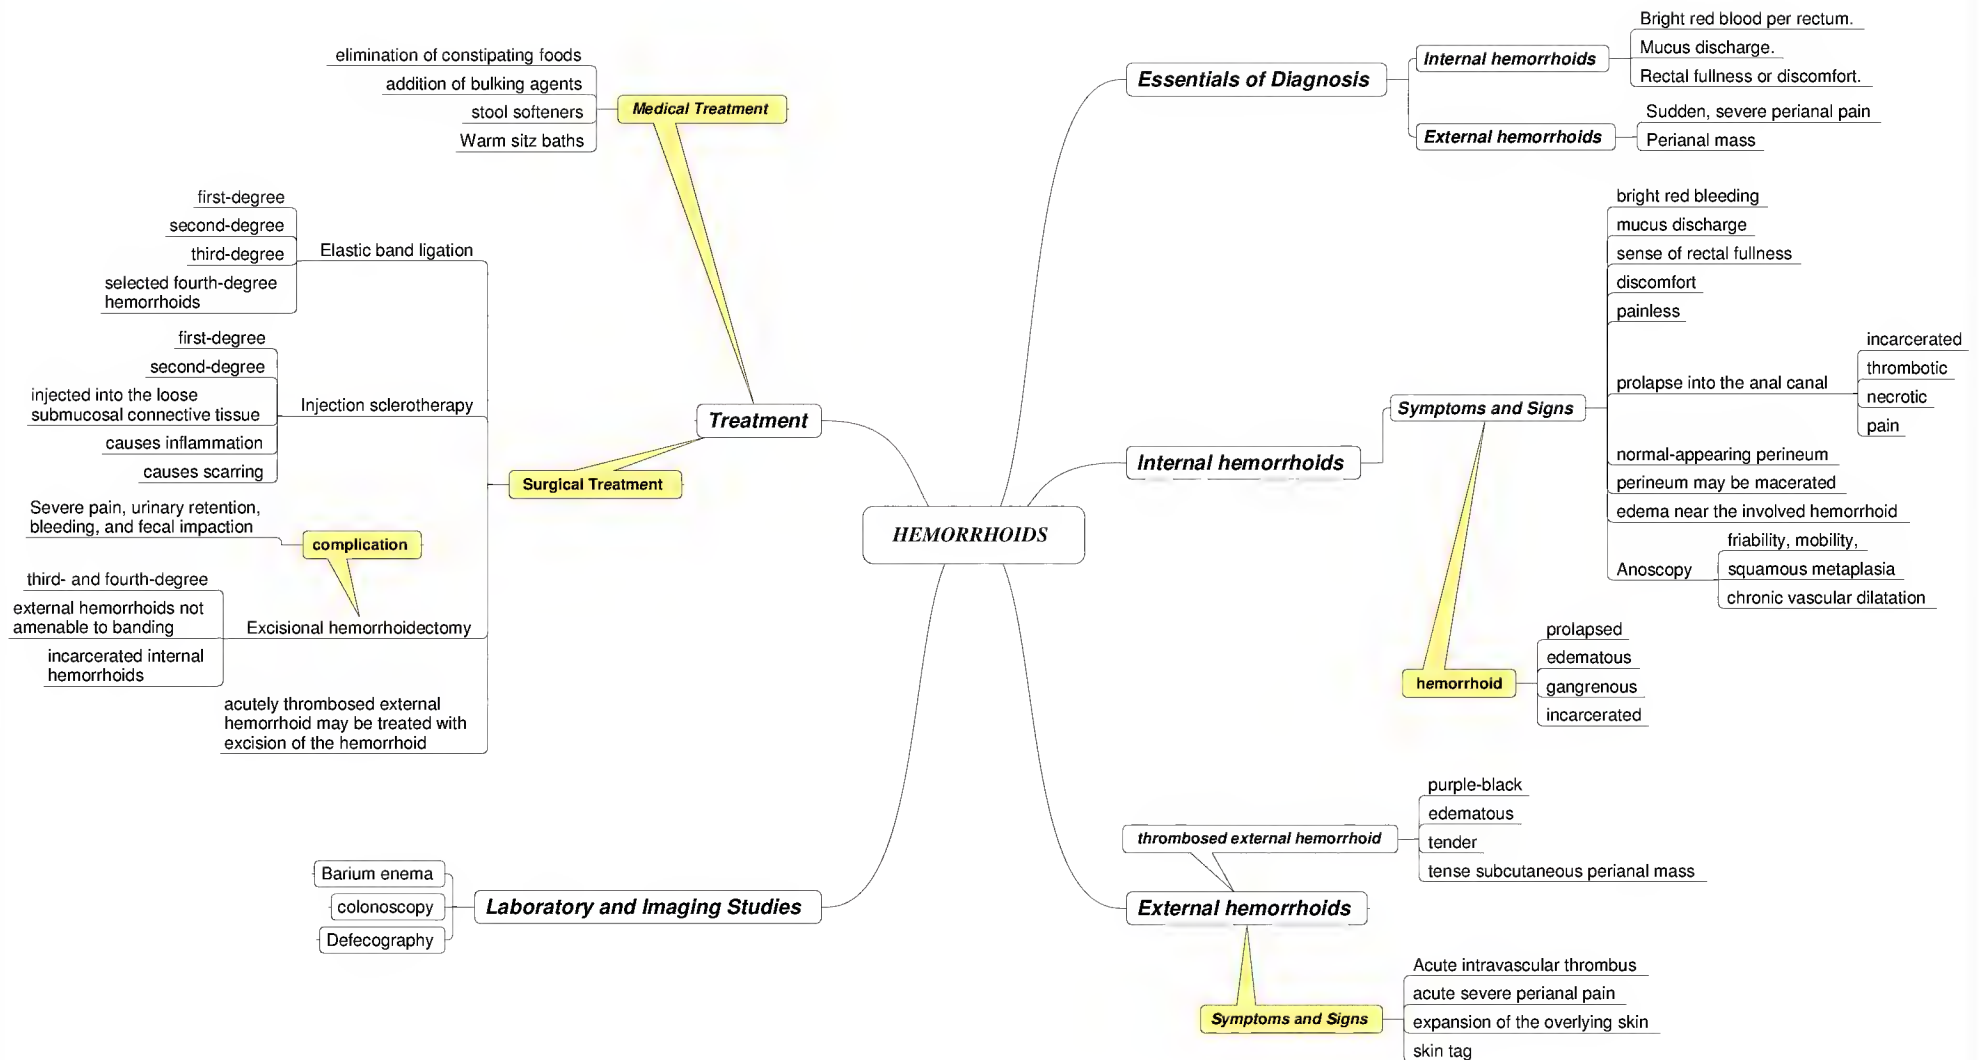 HEMORRHOIDS
Essentials of Diagnosis
Internal hemorrhoids
Bright red blood per rectum.
Mucus discharge.
Rectal fullness or discomfort.
External hemorrhoids
Sudden, severe perianal pain
Perianal mass
Internal hemorrhoids
Symptoms and Signs
bright red bleeding
mucus discharge
sense of rectal fullness
discomfort
painless
prolapse into the anal canal
incarcerated
thrombotic
necrotic
pain
normal-appearing perineum
perineum may be macerated
edema near the involved hemorrhoid
Anoscopy
friability, mobility,
squamous metaplasia
chronic vascular dilatation
hemorrhoid
prolapsed
edematous
gangrenous
incarcerated
External hemorrhoids
thrombosed external hemorrhoid
purple-black
edematous
tender
tense subcutaneous perianal mass
Symptoms and Signs
Acute intravascular thrombus
acute severe perianal pain
expansion of the overlying skin
skin tag
Treatment
Medical Treatment
elimination of constipating foods
addition of bulking agents
stool softeners
Warm sitz baths
Surgical Treatment
Elastic band ligation
first-degree
second-degree
third-degree
selected fourth-degree
hemorrhoids
Injection sclerotherapy
first-degree
second-degree
injected into the loose
submucosal connective tissue
causes inflammation
causes scarring
complication
Severe pain, urinary retention,
bleeding, and fecal impaction
Excisional hemorrhoidectomy
third- and fourth-degree
external hemorrhoids not
amenable to banding
incarcerated internal
hemorrhoids
acutely thrombosed external
hemorrhoid may be treated with
excision of the hemorrhoid
Laboratory and Imaging Studies
Barium enema
colonoscopy
Defecography